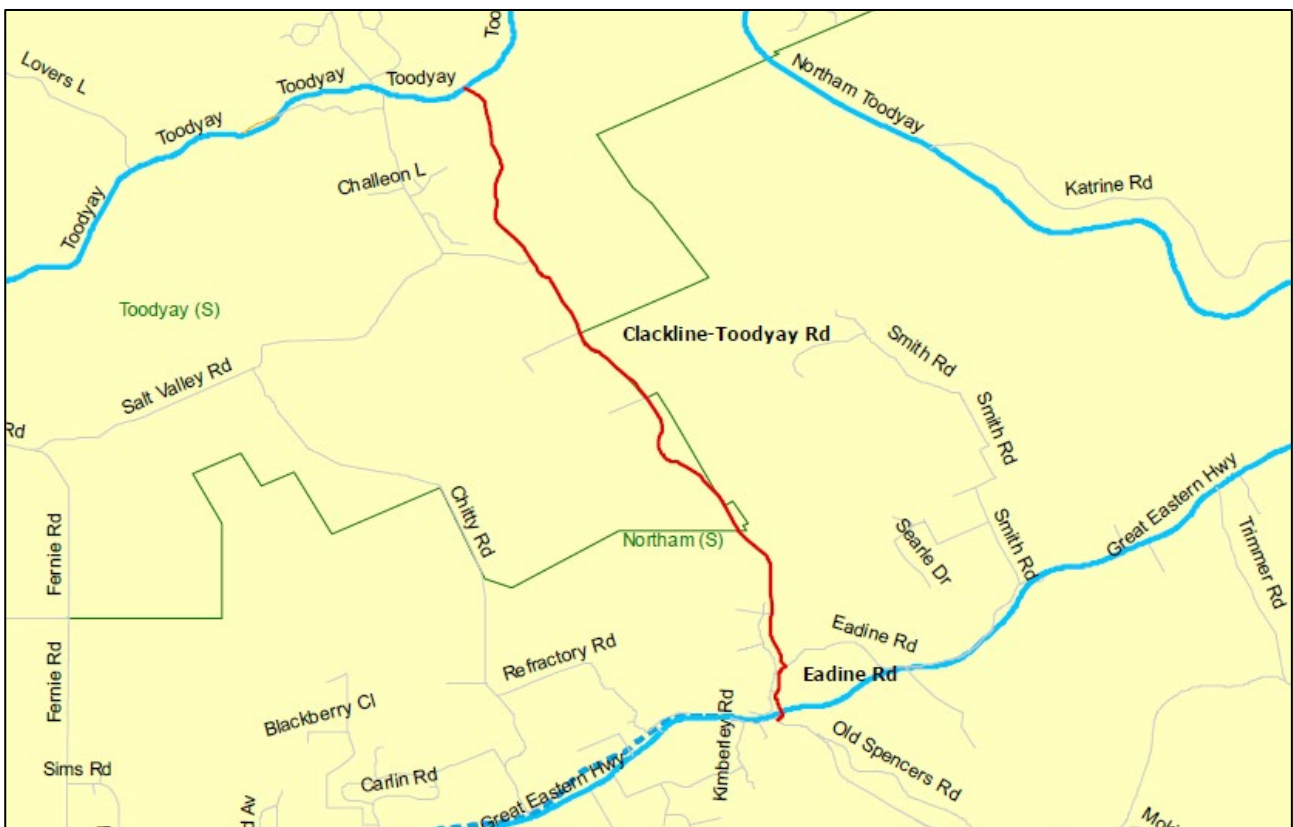 Too
Lovers L
Toodyay
Toodyay
Toodyay
Toodyay
Northam Toodyay
Challeon L
Katrine Rd
Toodyay (S)
Clackline-Toodyay Rd
Smith Rd
Salt Valley Rd
Smith Rd
Rd
Great Eastern Hwy
Chitty Rd
Fernie Rd
Northam (S)
Smith Rd
Searle Dr
Trimmer Rd
Eadine Rd
Refractory Rd
Fernie Rd
Eadine Rd
Blackberry Cl
Kimberley Rd
Old Spencers Rd
Sims Rd
Carlin Rd
Great Eastern Hwy
d Av
Moki